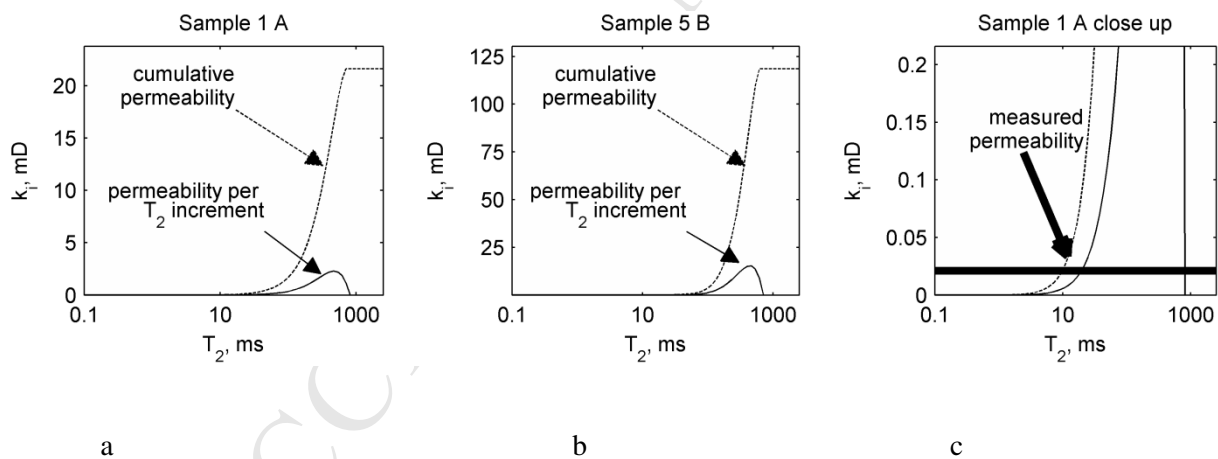 Sample 1 A
20
15
10
5
0
k_i, mD
cumulative
permeability
permeability per
T_2 increment
0.1
10
1000
T_2, ms
a
Sample 5 B
125
100
75
50
25
k_i, mD
cumulative
permeability
permeability per
T_2 increment
0.1
10
1000
T_2, ms
b
Sample 1 A close up
0.2
0.15
0.1
0.05
0
k_i, mD
measured
permeability
0.1
10
1000
T_2, ms
c
CC